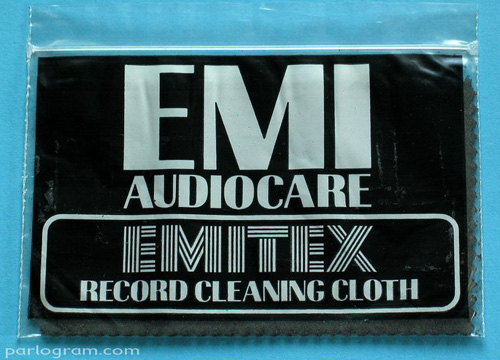 EMI
AUDIOCARE
EMITEX
RECORD CLEANING CLOTH
parlogram.com